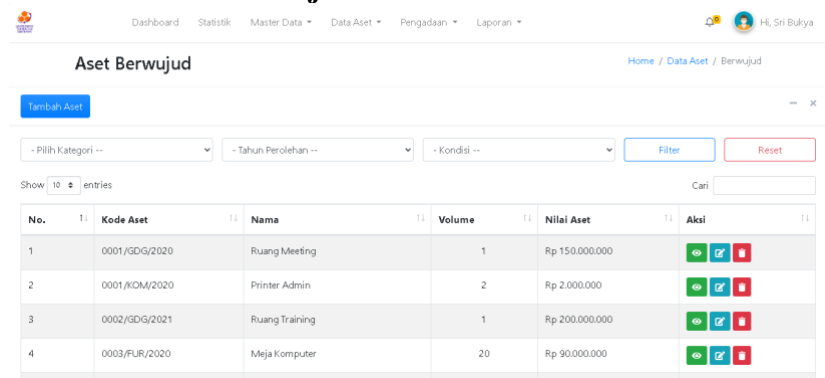 Dashboard Statistik Master Data Data Aset Pengadaan Laporan Hi, Sri Bukya
Aset Berwujud Home / Data Aset / Berwujud
Tambah Aset
- Pilih Kategori -- - Tahun Perolehan -- - Kondisi -- Filter Reset
Show 10 entries Cari
No. Kode Aset Nama Volume Nilai Aset Aksi
1 0001/GDG/2020 Ruang Meeting 1 Rp 150.000.000
2 0001/KOM/2020 Printer Admin 2 Rp 2.000.000
3 0002/GDG/2021 Ruang Training 1 Rp 200.000.000
4 0003/FUR/2020 Meja Komputer 20 Rp 90.000.000